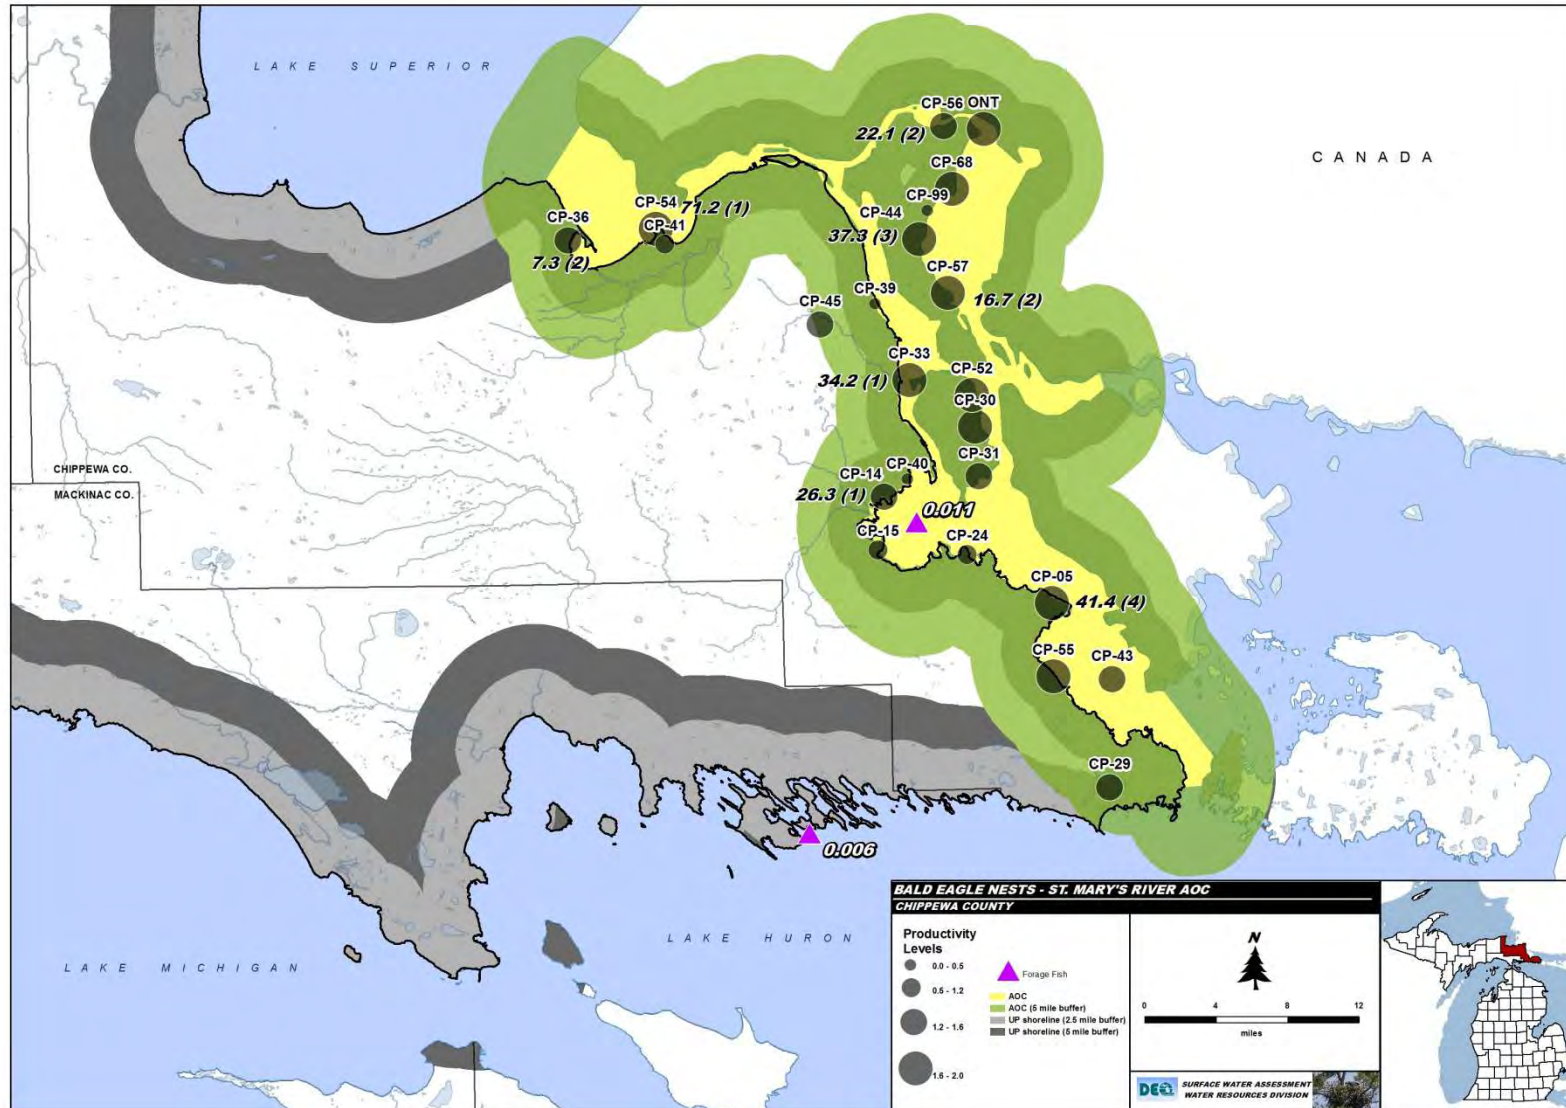 LAKE SUPERIOR
CANADA
CP-56 ONT
22.1 (2)
CP-68
CP-99
CP-44
37.3 (3)
CP-54
71.2 (1)
CP-41
CP-36
7.3 (2)
CP-57
16.7 (2)
CP-39
CP-45
CP-33
34.2 (1)
CP-52
CP-30
CP-31
CP-40
CP-14
26.3 (1)
0.011
CP-15
CP-24
CHIPPEWA CO.
MACKINAC CO.
CP-05
41.4 (4)
CP-55
CP-43
CP-29
0.006
LAKE HURON
LAKE MICHIGAN
BALD EAGLE NESTS - ST. MARY'S RIVER AOC
CHIPPEWA COUNTY
Productivity
Levels
0.0 - 0.5
0.5 - 1.2
1.2 - 1.6
1.6 - 2.0
Forage Fish
AOC
AOC (5 mile buffer)
UP shoreline (2.5 mile buffer)
UP shoreline (5 mile buffer)
N
0 4 8 12
miles
DEQ
SURFACE WATER ASSESSMENT
WATER RESOURCES DIVISION